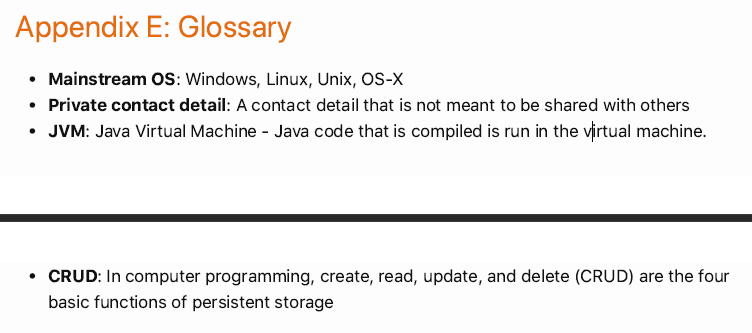 Appendix E: Glossary
• Mainstream OS: Windows, Linux, Unix, OS-X
• Private contact detail: A contact detail that is not meant to be shared with others
• JVM: Java Virtual Machine - Java code that is compiled is run in the virtual machine.
• CRUD: In computer programming, create, read, update, and delete (CRUD) are the four
basic functions of persistent storage